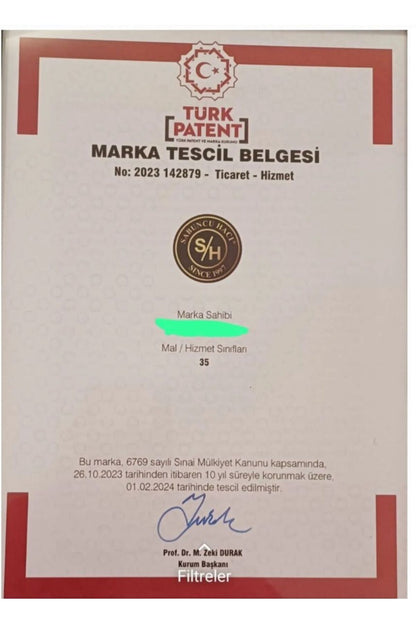 TÜRK
PATENT
TÜRK PATENT VE MARKA KURUMU
MARKA TESCİL BELGESİ
No: 2023 142879 - Ticaret - Hizmet
SABUNCU HACI
S/H
SINCE 1997
Marka Sahibi
Mal / Hizmet Sınıfları
35
Bu marka, 6769 sayılı Sınai Mülkiyet Kanunu kapsamında,
26.10.2023 tarihinden itibaren 10 yıl süreyle korunmak üzere,
01.02.2024 tarihinde tescil edilmiştir.
Prof. Dr. M. Zeki DURAK
Kurum Başkanı
Filtreler